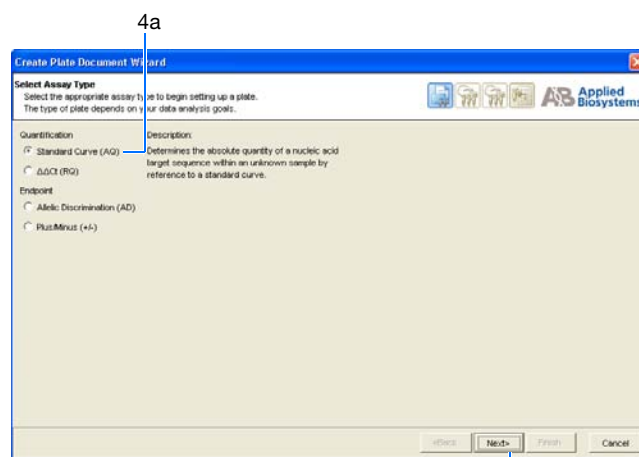 4a
Create Plate Document Wizard
Select Assay Type
Select the appropriate assay type to begin setting up a plate.
The type of plate depends on your data analysis goals.
AB Applied
Biosystems
Quantification
Description:
Standard Curve (AQ)
Determines the absolute quantity of a nucleic acid
target sequence within an unknown sample by
reference to a standard curve.
ΔΔCt (RQ)
Endpoint
Allelic Discrimination (AD)
Plus/Minus (+/-)
<Back
Next>
Finish
Cancel